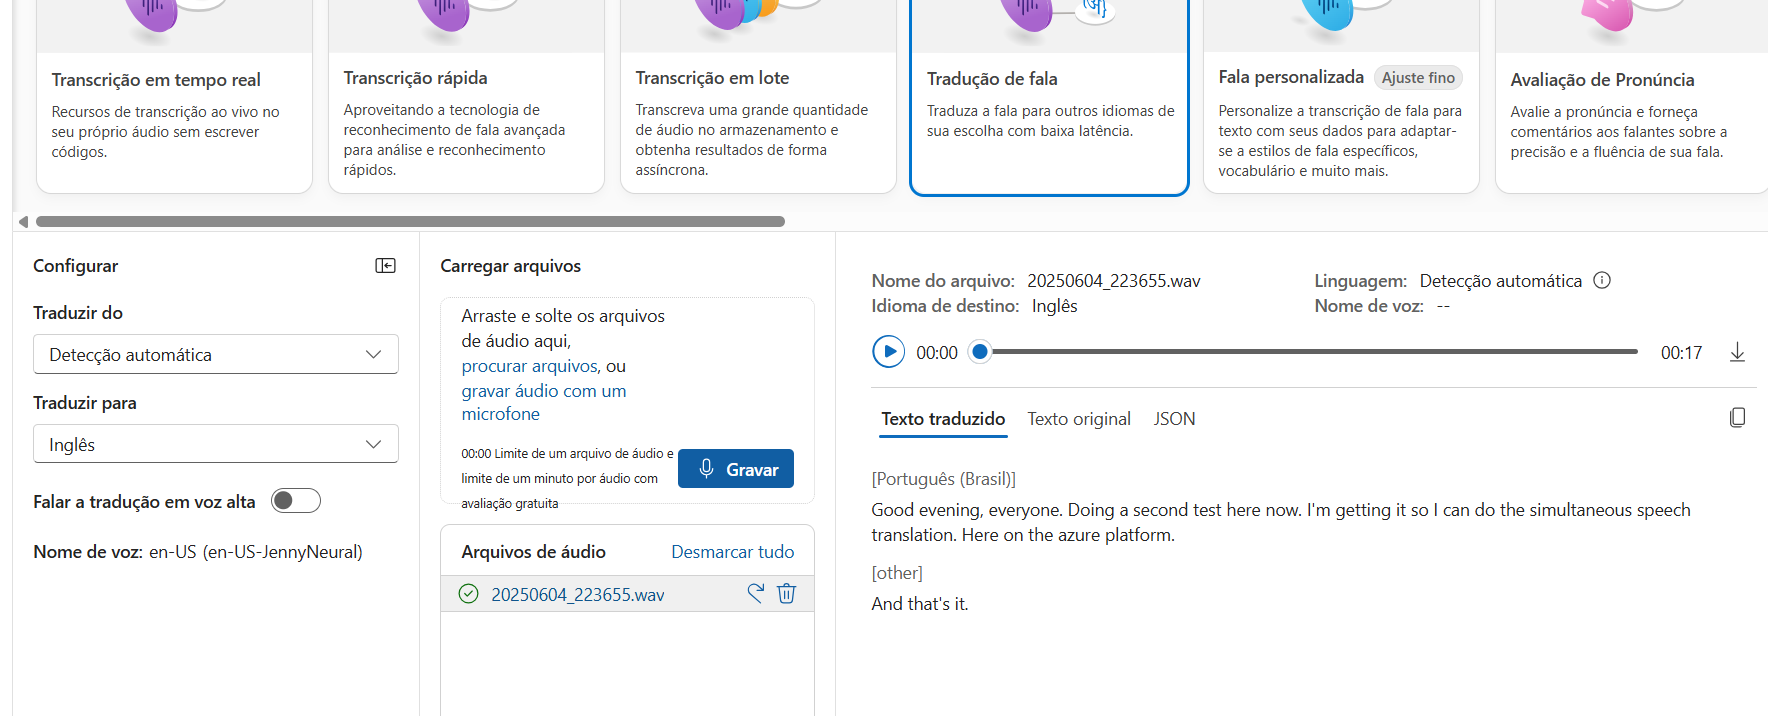 Transcrição em tempo real
Recursos de transcrição ao vivo no
seu próprio áudio sem escrever
códigos.
Transcrição rápida
Aproveitando a tecnologia de
reconhecimento de fala avançada
para análise e reconhecimento
rápidos.
Transcrição em lote
Transcreva uma grande quantidade
de áudio no armazenamento e
obtenha resultados de forma
assíncrona.
Tradução de fala
Traduza a fala para outros idiomas de
sua escolha com baixa latência.
Fala personalizada Ajuste fino
Personalize a transcrição de fala para
texto com seus dados para adaptar-
se a estilos de fala específicos,
vocabulário e muito mais.
Avaliação de Pronúncia
Avalie a pronúncia e forneça
comentários aos falantes sobre a
precisão e a fluência de sua fala.
Configurar
Traduzir do
Detecção automática
Traduzir para
Inglês
Falar a tradução em voz alta
Nome de voz: en-US (en-US-JennyNeural)
Carregar arquivos
Arraste e solte os arquivos
de áudio aqui,
procurar arquivos, ou
gravar áudio com um
microfone
00:00 Limite de um arquivo de áudio e
limite de um minuto por áudio com
avaliação gratuita
Gravar
Arquivos de áudio Desmarcar tudo
20250604_223655.wav
Nome do arquivo: 20250604_223655.wav
Linguagem: Detecção automática
Idioma de destino: Inglês
Nome de voz: --
00:00 00:17
Texto traduzido Texto original JSON
[Português (Brasil)]
Good evening, everyone. Doing a second test here now. I'm getting it so I can do the simultaneous speech
translation. Here on the azure platform.
[other]
And that's it.